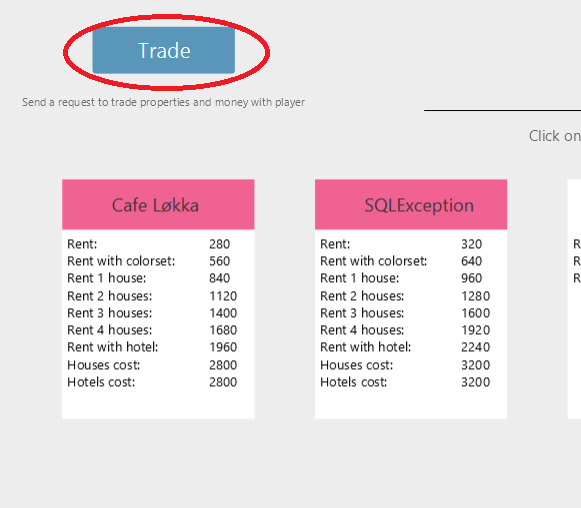 Trade
Send a request to trade properties and money with player
Click on
Cafe Løkka
Rent: 280
Rent with colorset: 560
Rent 1 house: 840
Rent 2 houses: 1120
Rent 3 houses: 1400
Rent 4 houses: 1680
Rent with hotel: 1960
Houses cost: 2800
Hotels cost: 2800
SQLException
Rent: 320
Rent with colorset: 640
Rent 1 house: 960
Rent 2 houses: 1280
Rent 3 houses: 1600
Rent 4 houses: 1920
Rent with hotel: 2240
Houses cost: 3200
Hotels cost: 3200
R
R
R